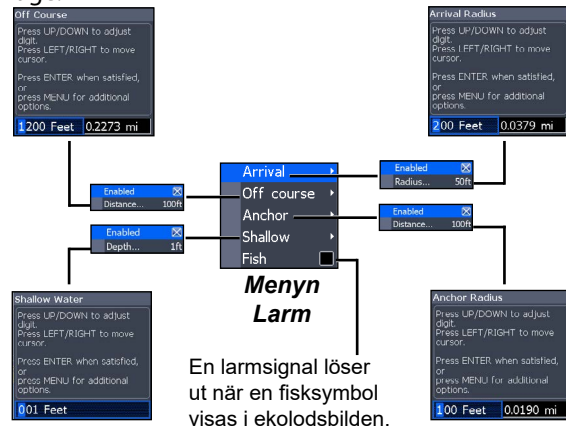 Off Course
Press UP/DOWN to adjust
digit.
Press LEFT/RIGHT to move
cursor.
Press ENTER when satisfied,
or
press MENU for additional
options.
1200 Feet 0.2273 mi
Arrival Radius
Press UP/DOWN to adjust
digit.
Press LEFT/RIGHT to move
cursor.
Press ENTER when satisfied,
or
press MENU for additional
options.
200 Feet 0.0379 mi
Enabled
Distance... 100ft
Enabled
Depth... 1ft
Arrival
Off course
Anchor
Shallow
Fish
Enabled
Radius... 50ft
Enabled
Distance... 100ft
Menyn
Larm
Shallow Water
Press UP/DOWN to adjust
digit.
Press LEFT/RIGHT to move
cursor.
Press ENTER when satisfied,
or
press MENU for additional
options.
001 Feet
En larmsignal löser
ut när en fisksymbol
visas i ekolodsbilden.
Anchor Radius
Press UP/DOWN to adjust
digit.
Press LEFT/RIGHT to move
cursor.
Press ENTER when satisfied,
or
press MENU for additional
options.
100 Feet 0.0190 mi